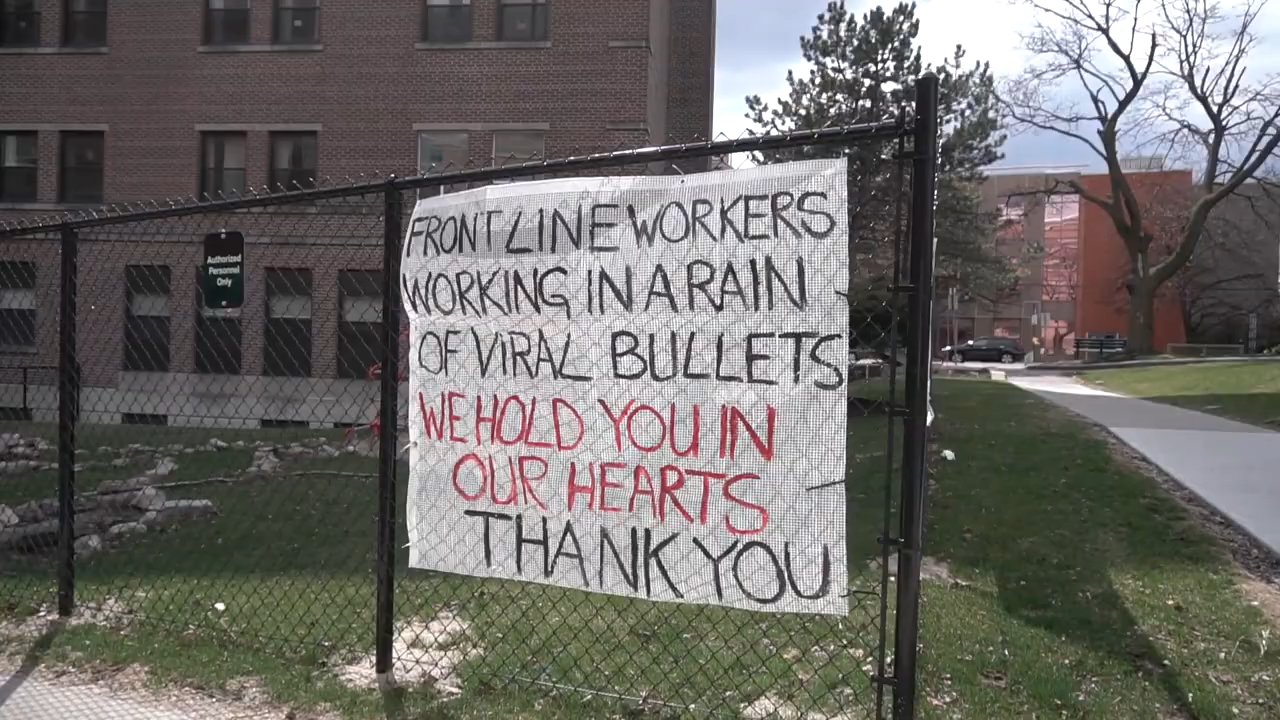 Authorized
Personnel
Only
FRONT LINE WORKERS
WORKING IN A RAIN
OF VIRAL BULLETS
WE HOLD YOU IN
OUR HEARTS
THANK YOU